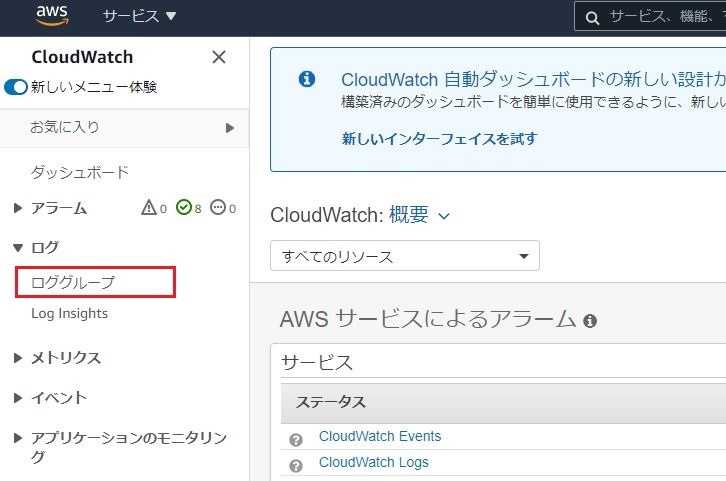 aws
サービス
サービス、機能、
CloudWatch
新しいメニュー体験
お気に入り
ダッシュボード
アラーム 0 8 0
ログ
ロググループ
Log Insights
メトリクス
イベント
アプリケーションのモニタリン
グ
CloudWatch 自動ダッシュボードの新しい設計が
構築済みのダッシュボードを簡単に使用できるように、新し
新しいインターフェイスを試す
CloudWatch: 概要
すべてのリソース
AWS サービスによるアラーム
サービス
ステータス
CloudWatch Events
CloudWatch Logs